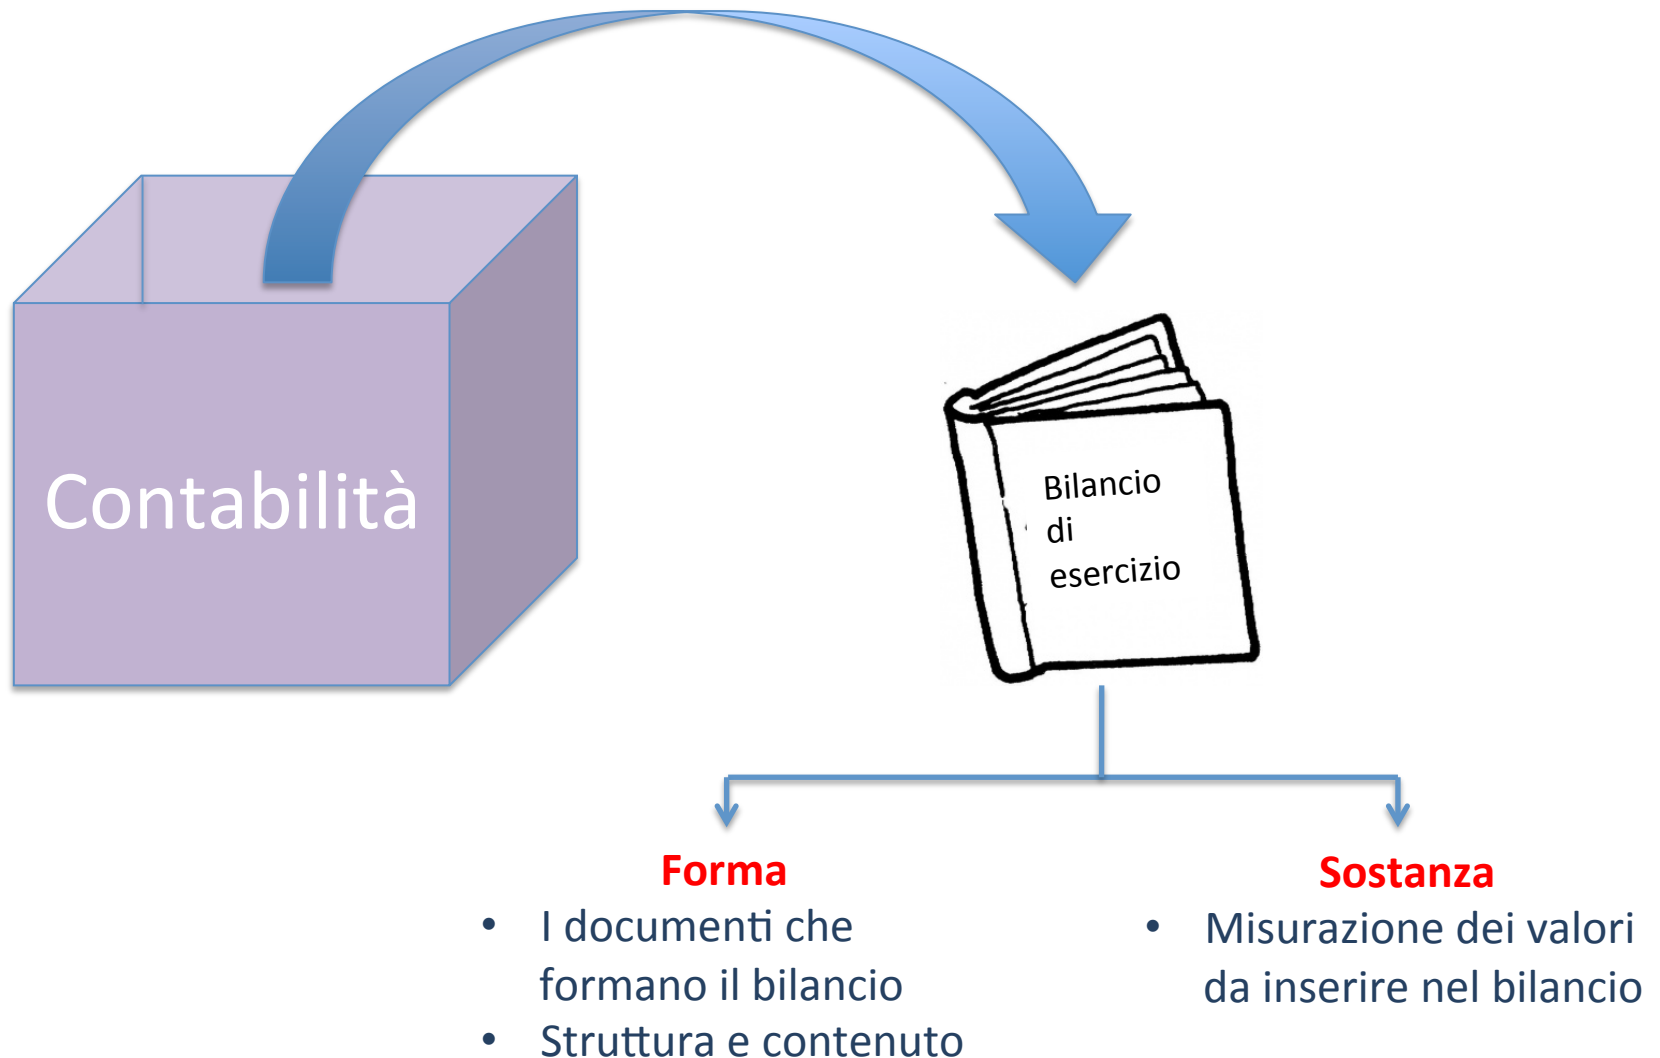 Contabilità
Bilancio
di
esercizio
Forma
• I documenti che
formano il bilancio
• Struttura e contenuto
Sostanza
• Misurazione dei valori
da inserire nel bilancio